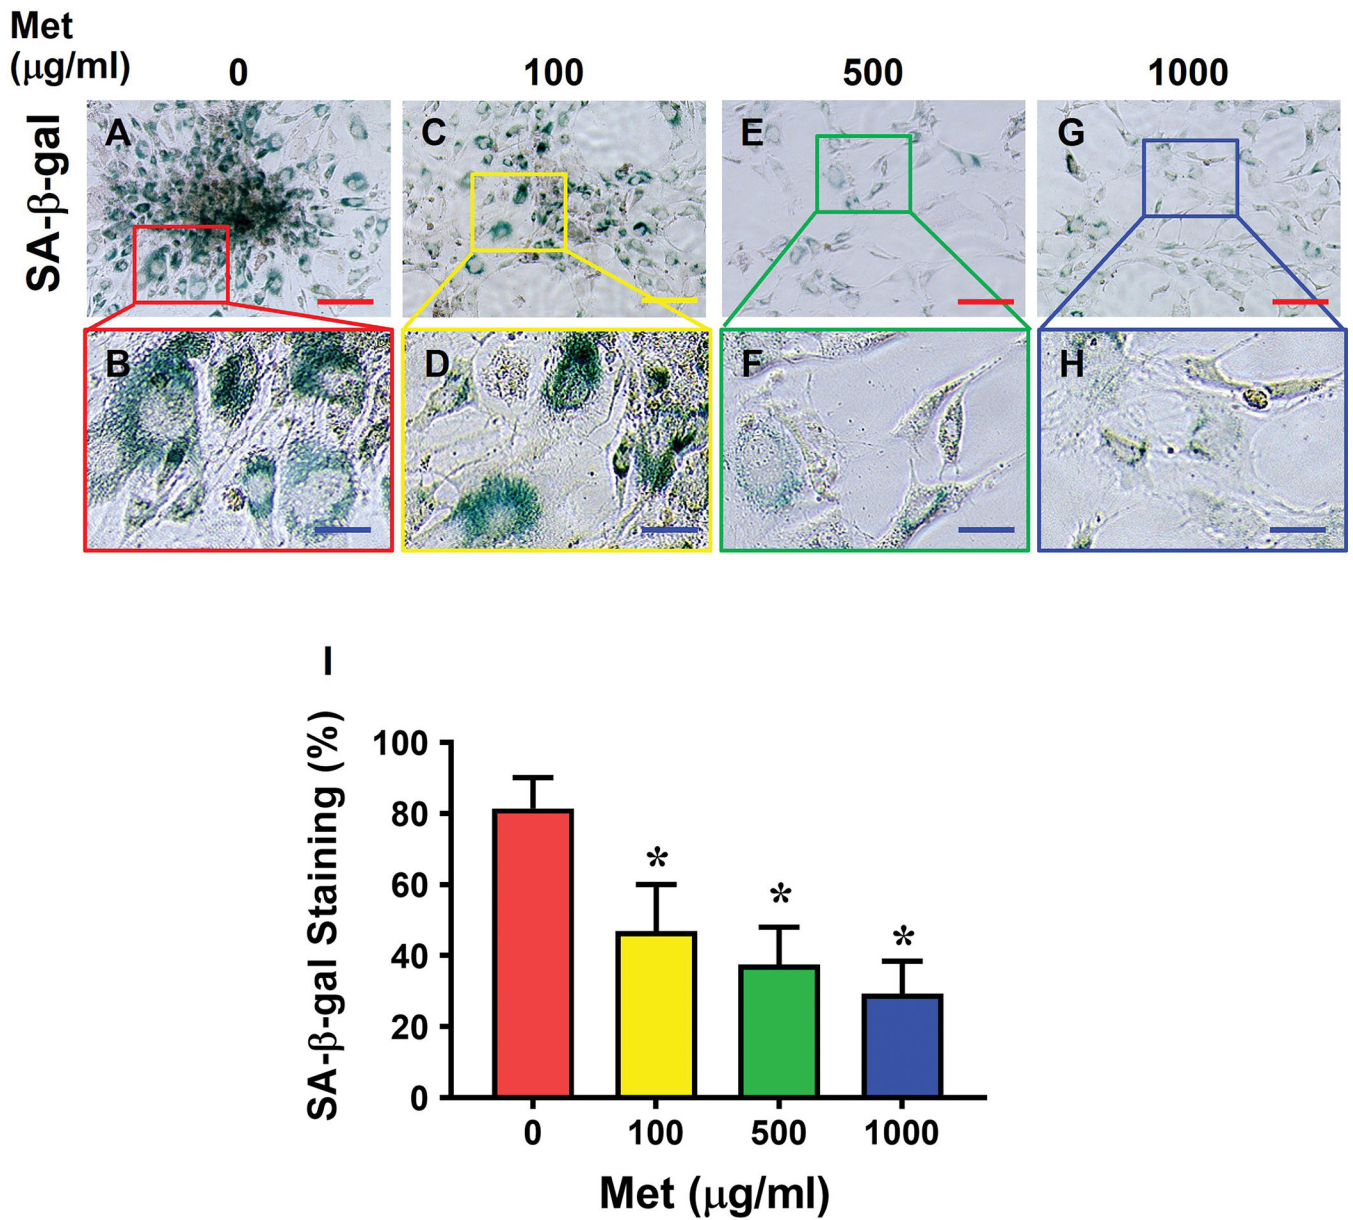 Met
(μg/ml) 0 100 500 1000
SA-β-gal
A C E G
B D F H
I
SA-β-gal Staining (%)
100
80
60
40
20
0
* * *
0 100 500 1000
Met (μg/ml)